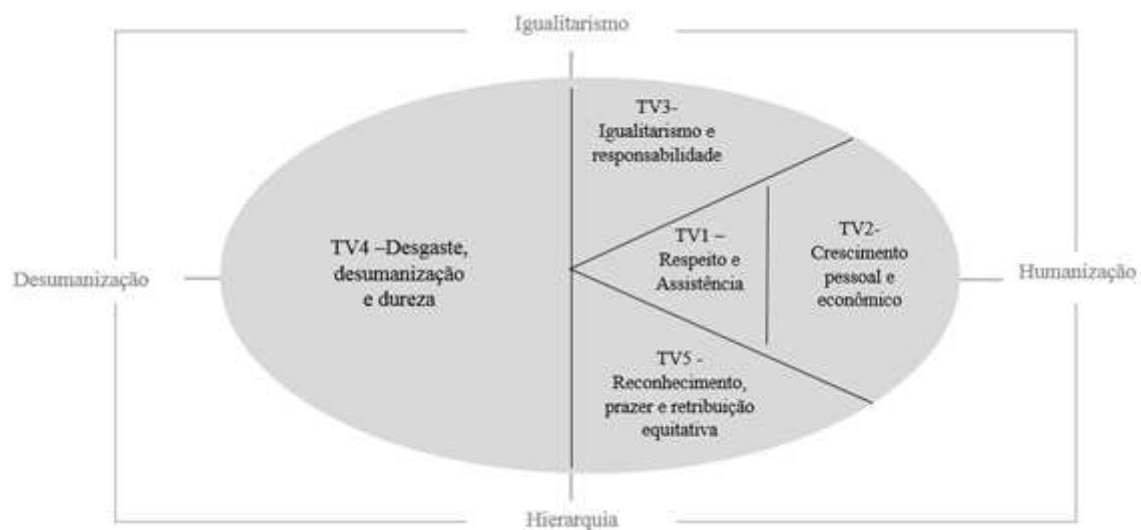 Igualitarismo
TV3-
Igualitarismo e
responsabilidade
TV4 –Desgaste,
desumanização
e dureza
TV1 –
Respeito e
Assistência
TV2-
Crescimento
pessoal e
econômico
Desumanização
Humanização
TV5 -
Reconhecimento,
prazer e retribuição
equitativa
Hierarquia